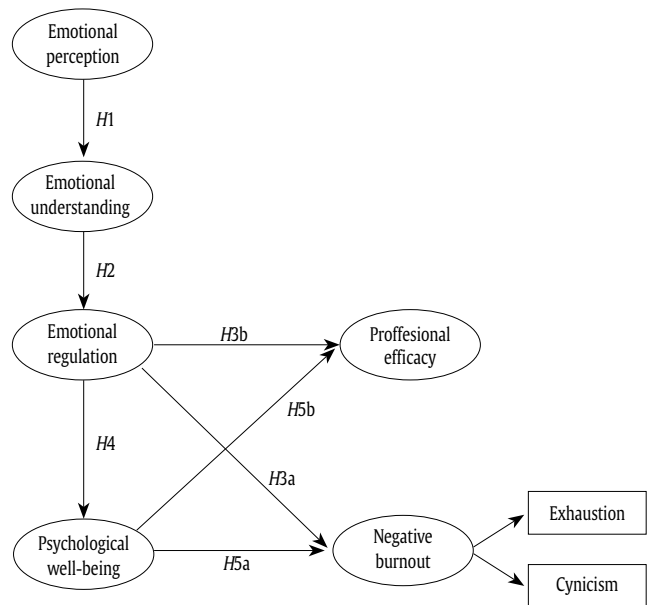 Emotional
perception
H1
Emotional
understanding
H2
Emotional
regulation
H3b
Proffesional
efficacy
H5b
H4
H3a
Psychological
well-being
H5a
Negative
burnout
Exhaustion
Cynicism